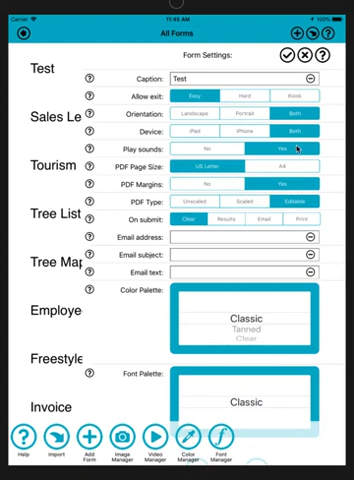 Carrier 11:45 AM 100%
All Forms
Form Settings:
Test
Caption: Test
Allow exit: Easy Hard Kiosk
Sales Le
Orientation: Landscape Portrait Both
Device: iPad iPhone Both
Play sounds: No Yes
Tourism
PDF Page Size: US Letter A4
PDF Margins: No Yes
PDF Type: Unscaled Scaled Editable
Tree List
On submit: Clear Results Email Print
Email address:
Email subject:
Tree Map
Email text:
Color Palette:
Employe
Classic
Tanned
Clear
Freestyle
Font Palette:
Invoice
Classic
Help Import Add Form Image Manager Video Manager Color Manager Font Manager